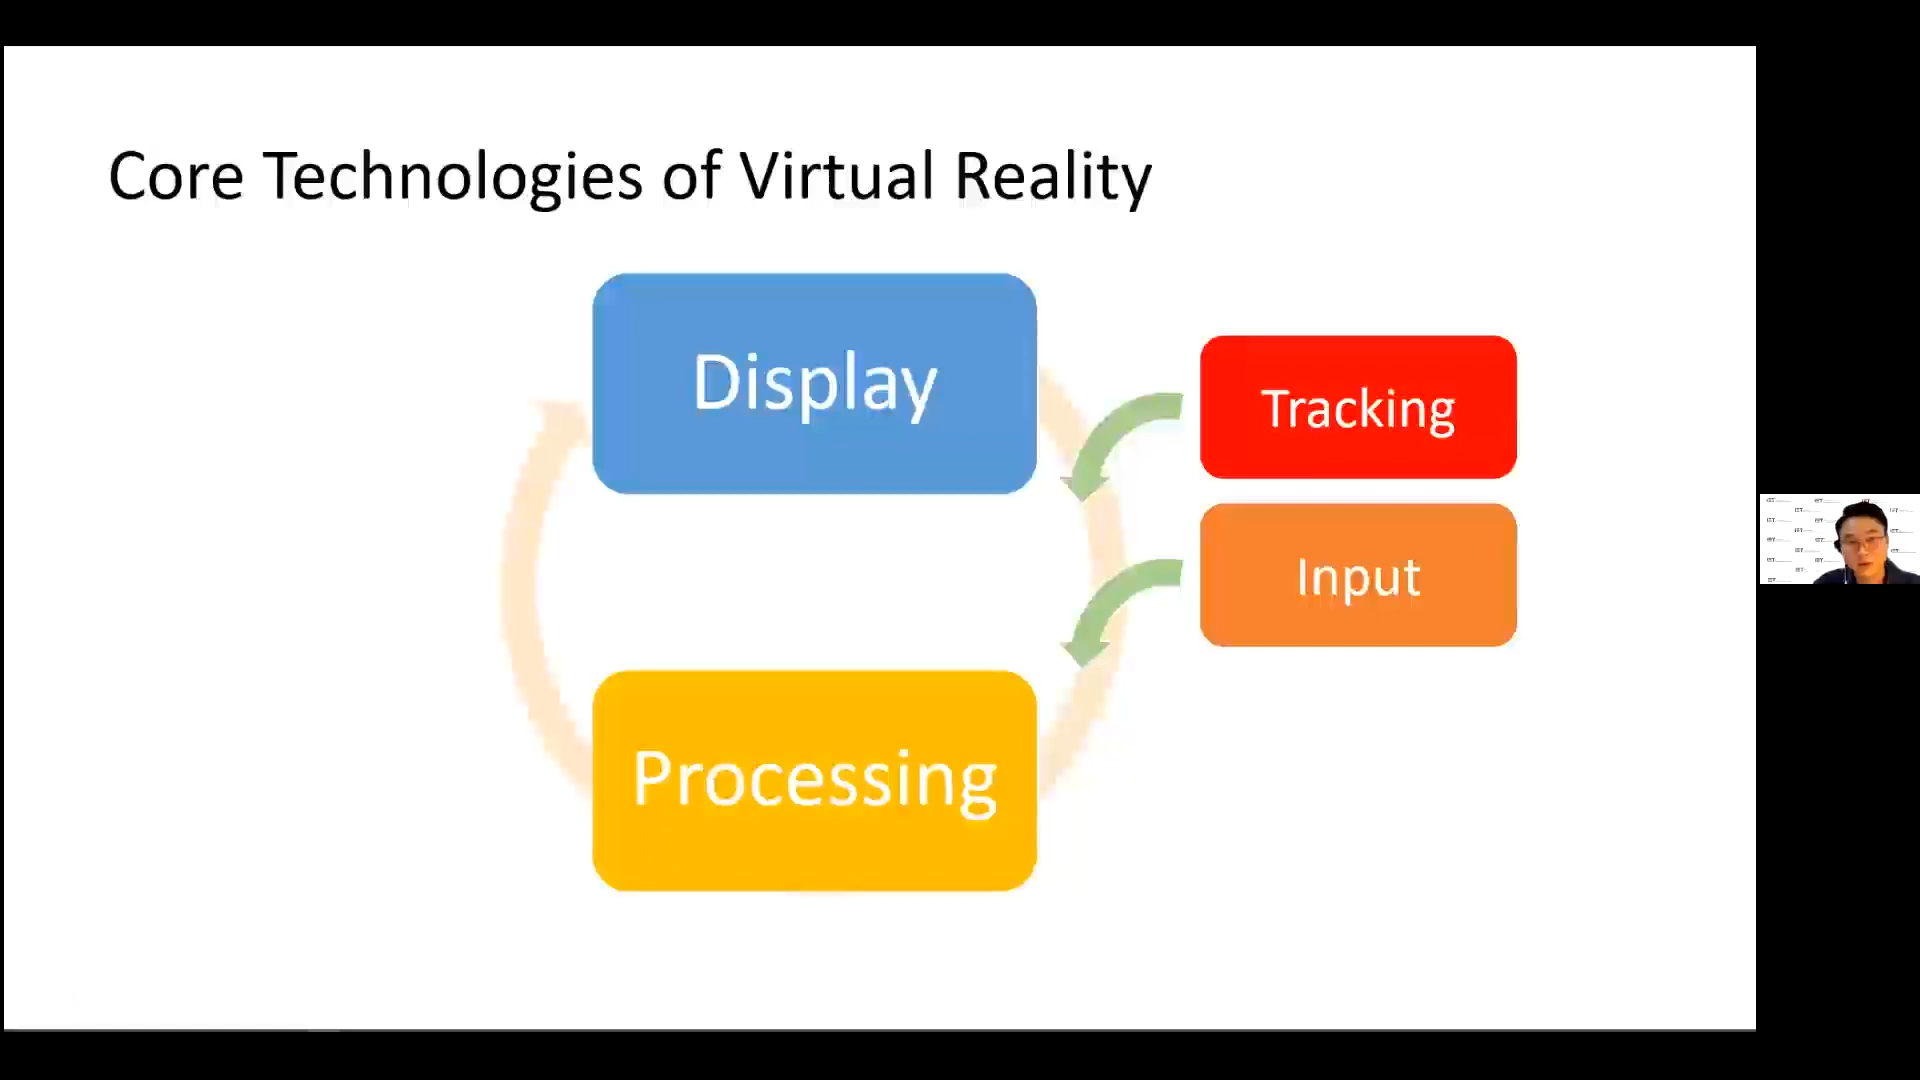 Core Technologies of Virtual Reality
Display
Tracking
Input
Processing